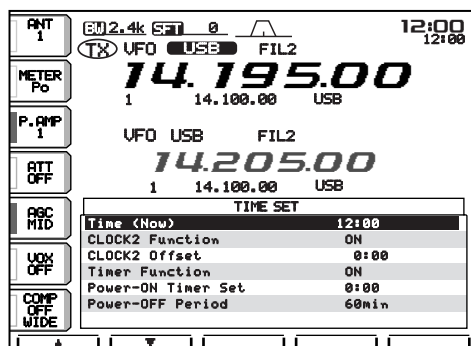 ANT
1
BW 2.4k SFT 0
12:00
12:00
TX VFO USB FIL2
METER
Po
14.195.00
1 14.100.00 USB
P.AMP
1
VFO USB FIL2
14.205.00
ATT
OFF
1 14.100.00 USB
AGC
MID
TIME SET
Time (Now) 12:00
CLOCK2 Function ON
CLOCK2 Offset 0:00
Timer Function ON
Power-ON Timer Set 0:00
Power-OFF Period 60min
VOX
OFF
COMP
OFF
WIDE